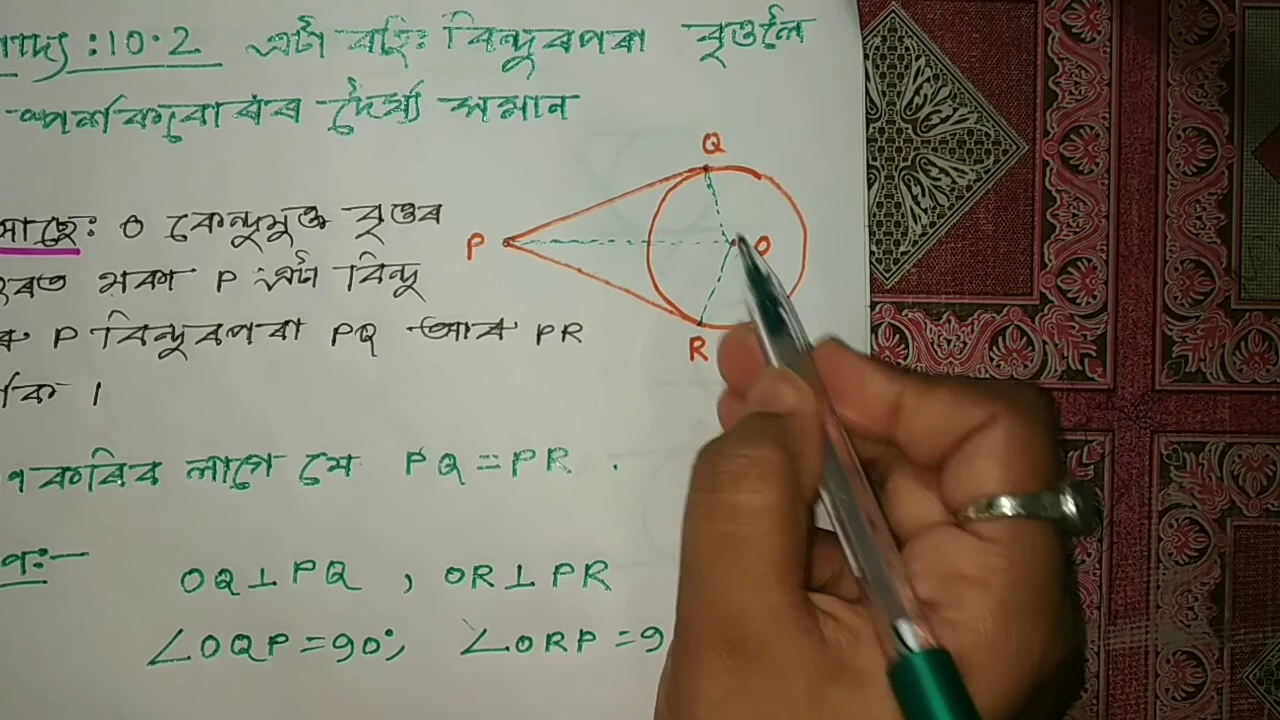 পাদ্য : 10.2 এটা বহিঃ বিন্দুৰপৰা বৃত্তলৈ
স্পৰ্শকবোৰৰ দৈৰ্ঘ্য সমান
আছে: O কেন্দ্ৰযুক্ত বৃত্তৰ
থকা P এটা বিন্দু
P বিন্দুৰপৰা PQ আৰু PR
। 
কৰিব লাগে যে PQ = PR .
OQ ⊥ PQ , OR ⊥ PR
∠OQP = 90°, ∠ORP = 9
Q
P
O
R